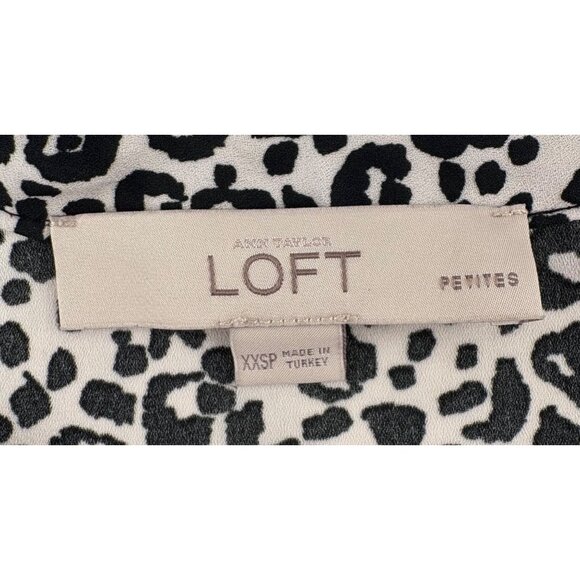 ANN TAYLOR
LOFT
PETITES
XXSP
MADE IN
TURKEY